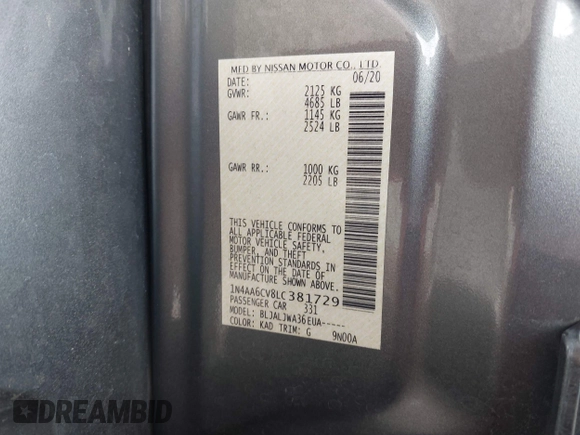 MFD BY NISSAN MOTOR CO., LTD.
DATE: 06/20
GVWR: 2125 KG
4685 LB
GAWR FR.: 1145 KG
2524 LB
GAWR RR.: 1000 KG
2205 LB
THIS VEHICLE CONFORMS TO
ALL APPLICABLE FEDERAL
MOTOR VEHICLE SAFETY,
BUMPER, AND THEFT
PREVENTION STANDARDS IN
EFFECT ON THE DATE OF
MANUFACTURE SHOWN ABOVE.
1N4AA6CV8LC381729
PASSENGER CAR 331
MODEL: BLJALJWA36EUA-----
COLOR: KAD TRIM: G 9N00A
DREAMBID